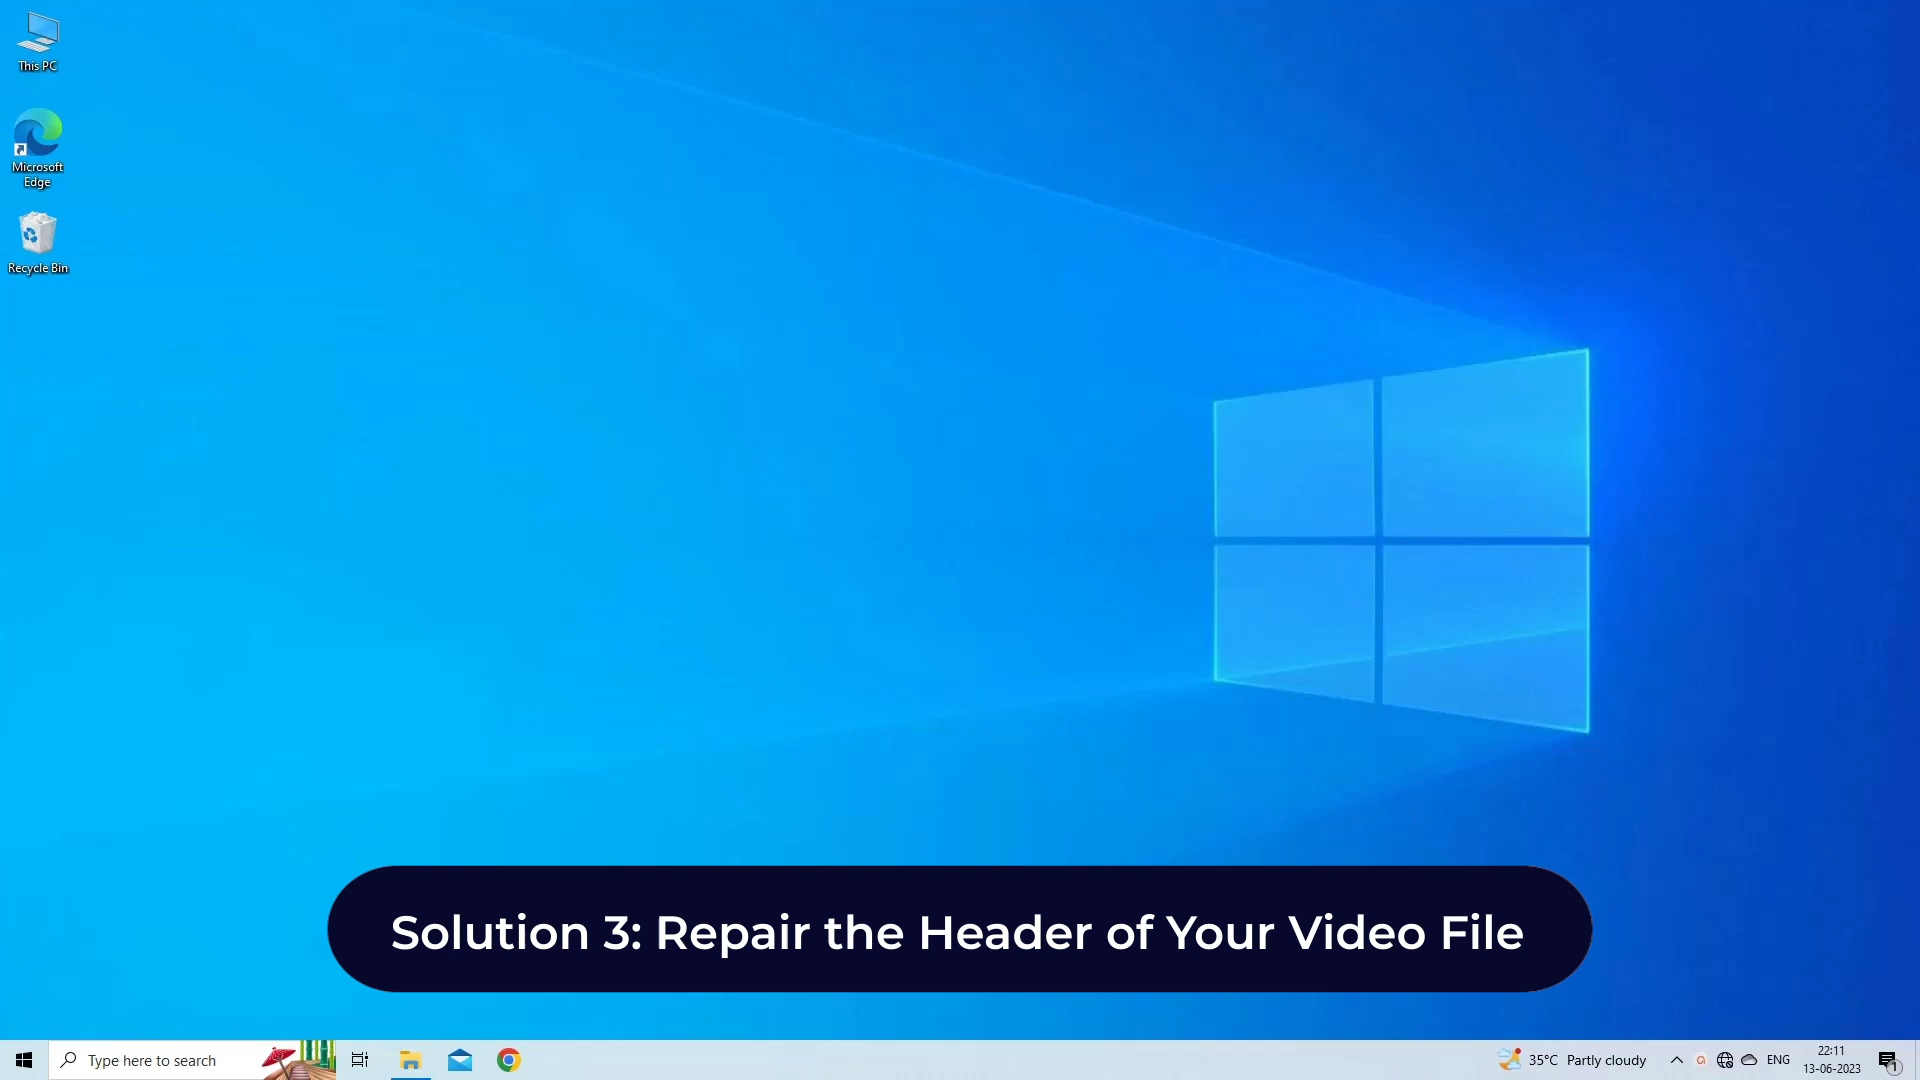 This PC
Microsoft
Edge
Recycle Bin
Solution 3: Repair the Header of Your Video File
Type here to search
35°C Partly cloudy
ENG
22:11
13-06-2023
1